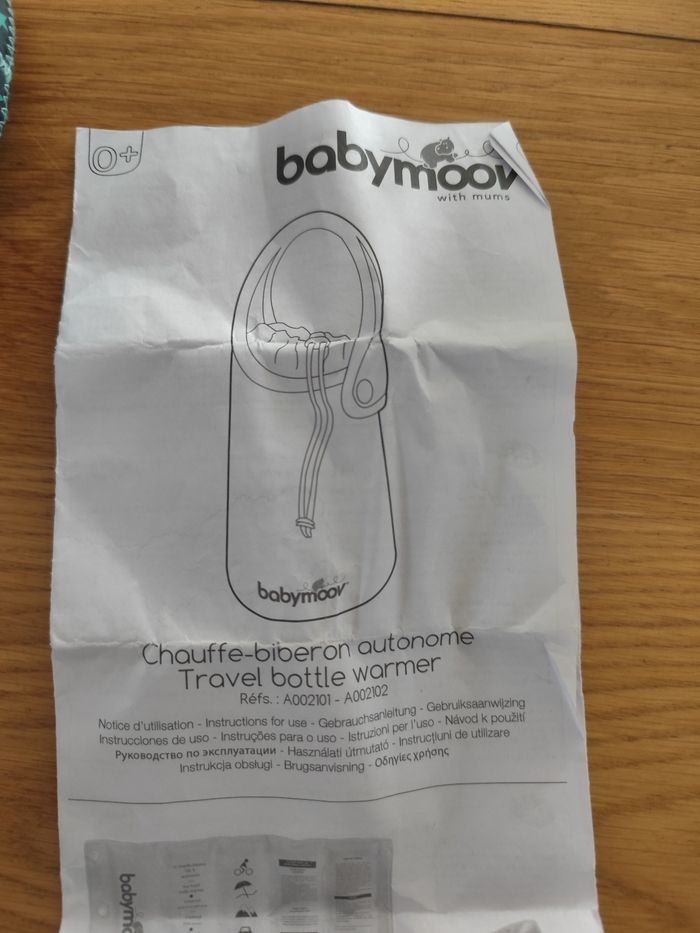 0+
babymoov
with mums
babymoov
Chauffe-biberon autonome
Travel bottle warmer
Réfs. : A002101 - A002102
Notice d'utilisation - Instructions for use - Gebrauchsanleitung - Gebruiksaanwijzing
Instrucciones de uso - Instruções para o uso - Istruzioni per l'uso - Návod k použití
Руководство по эксплуатации - Használati útmutató - Instrucţiuni de utilizare
Instrukcja obsługi - Brugsanvisning - Οδηγίες χρήσης